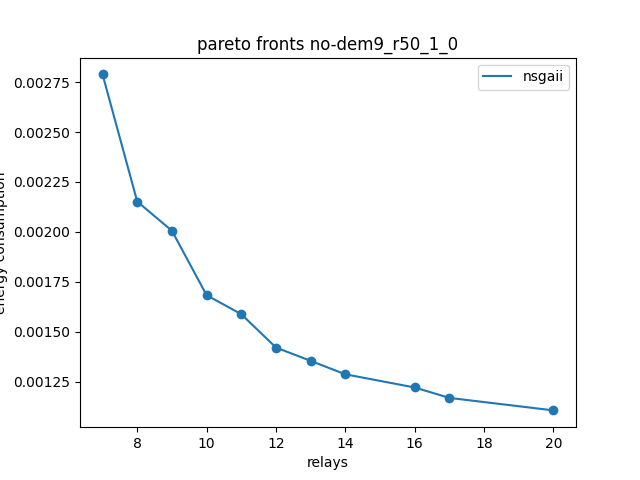 pareto fronts no-dem9_r50_1_0
nsgaii
0.00275
0.00250
0.00225
0.00200
0.00175
0.00150
0.00125
energy consumption
8 10 12 14 16 18 20
relays